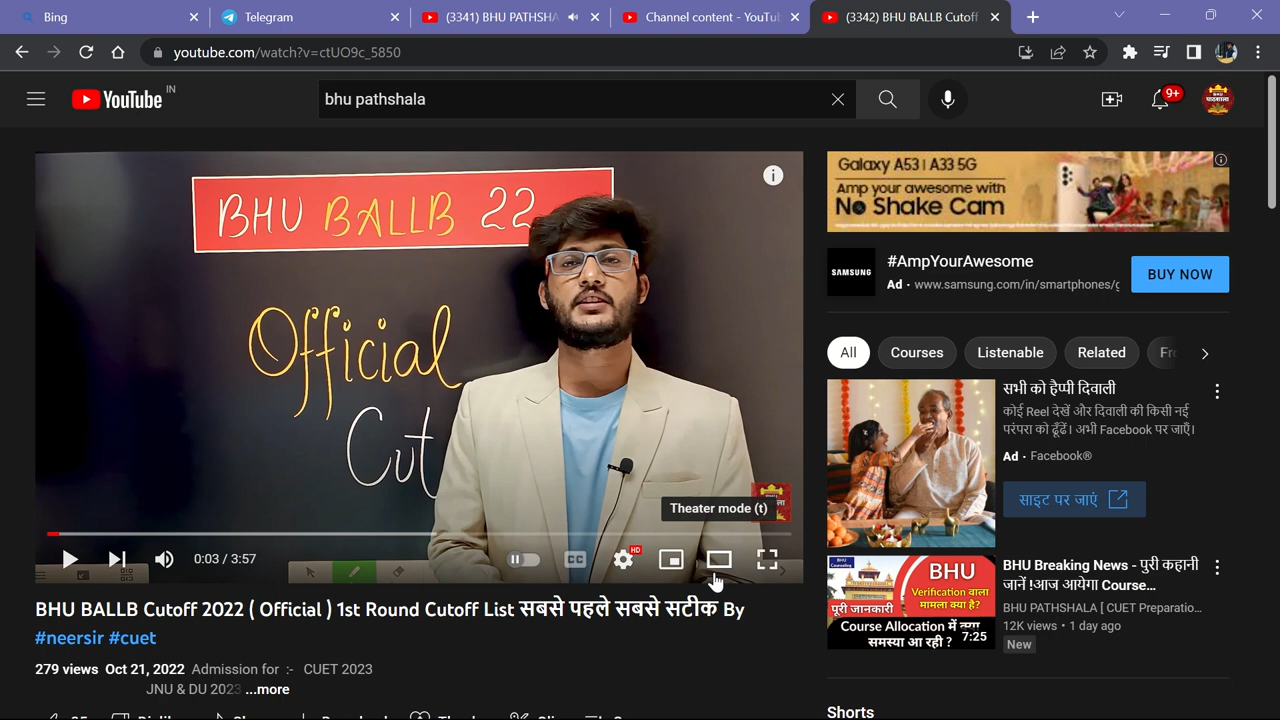 Bing
Telegram
(3341) BHU PATHSHA
Channel content - YouTu
(3342) BHU BALLB Cutoff
youtube.com/watch?v=ctUO9c_5850
YouTube IN
bhu pathshala
9+
BHU BALLB 22
Official
Cut
Theater mode (t)
0:03 / 3:57
CC
HD
BHU BALLB Cutoff 2022 ( Official ) 1st Round Cutoff List सबसे पहले सबसे सटीक By
#neersir #cuet
279 views Oct 21, 2022 Admission for :- CUET 2023
JNU & DU 2023 ...more
Galaxy A53 | A33 5G
Amp your awesome with
No Shake Cam
SAMSUNG
#AmpYourAwesome
Ad • www.samsung.com/in/smartphones/g
BUY NOW
All
Courses
Listenable
Related
सभी को हैप्पी दिवाली
कोई Reel देखें और दिवाली की किसी नई
परंपरा को ढूँढें। अभी Facebook पर जाएँ।
Ad • Facebook®
साइट पर जाएं
BHU
Verification वाला
मामला क्या है?
पूरी जानकारी
Course Allocation में क्या
समस्या आ रही ?
7:25
BHU Breaking News - पुरी कहानी
जानें !आज आयेगा Course...
BHU PATHSHALA [ CUET Preparatio...
12K views • 1 day ago
New
Shorts